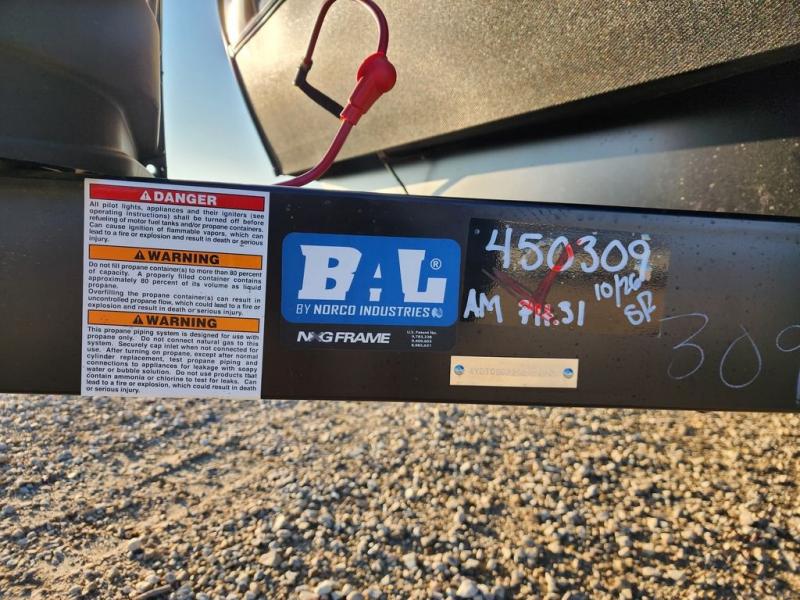 DANGER
All pilot lights, appliances and their igniters (see
operating instructions) shall be turned off before
refueling of motor fuel tanks and/or propane containers.
Can cause ignition of flammable vapors, which can
lead to a fire or explosion and result in death or serious
injury.
WARNING
Do not fill propane container(s) to more than 80 percent
of capacity. A properly filled container contains
approximately 80 percent of its volume as liquid
propane.
Overfilling the propane container(s) can result in
uncontrolled propane flow, which could lead to a fire or
explosion and result in death or serious injury.
WARNING
This propane piping system is designed for use with
propane only. Do not connect natural gas to this
system. Securely cap inlet when not connected for
use. After turning on propane, except after normal
cylinder replacement, test propane piping and
connections to appliances for leakage with soapy
water or bubble solution. Do not use products that
contain ammonia or chlorine to test for leaks. Can
lead to a fire or explosion, which could result in death
or serious injury.
BAL®
BY NORCO INDUSTRIES
NXG FRAME
U.S. Patent No.
450309
AM 31 10/26
SR
309